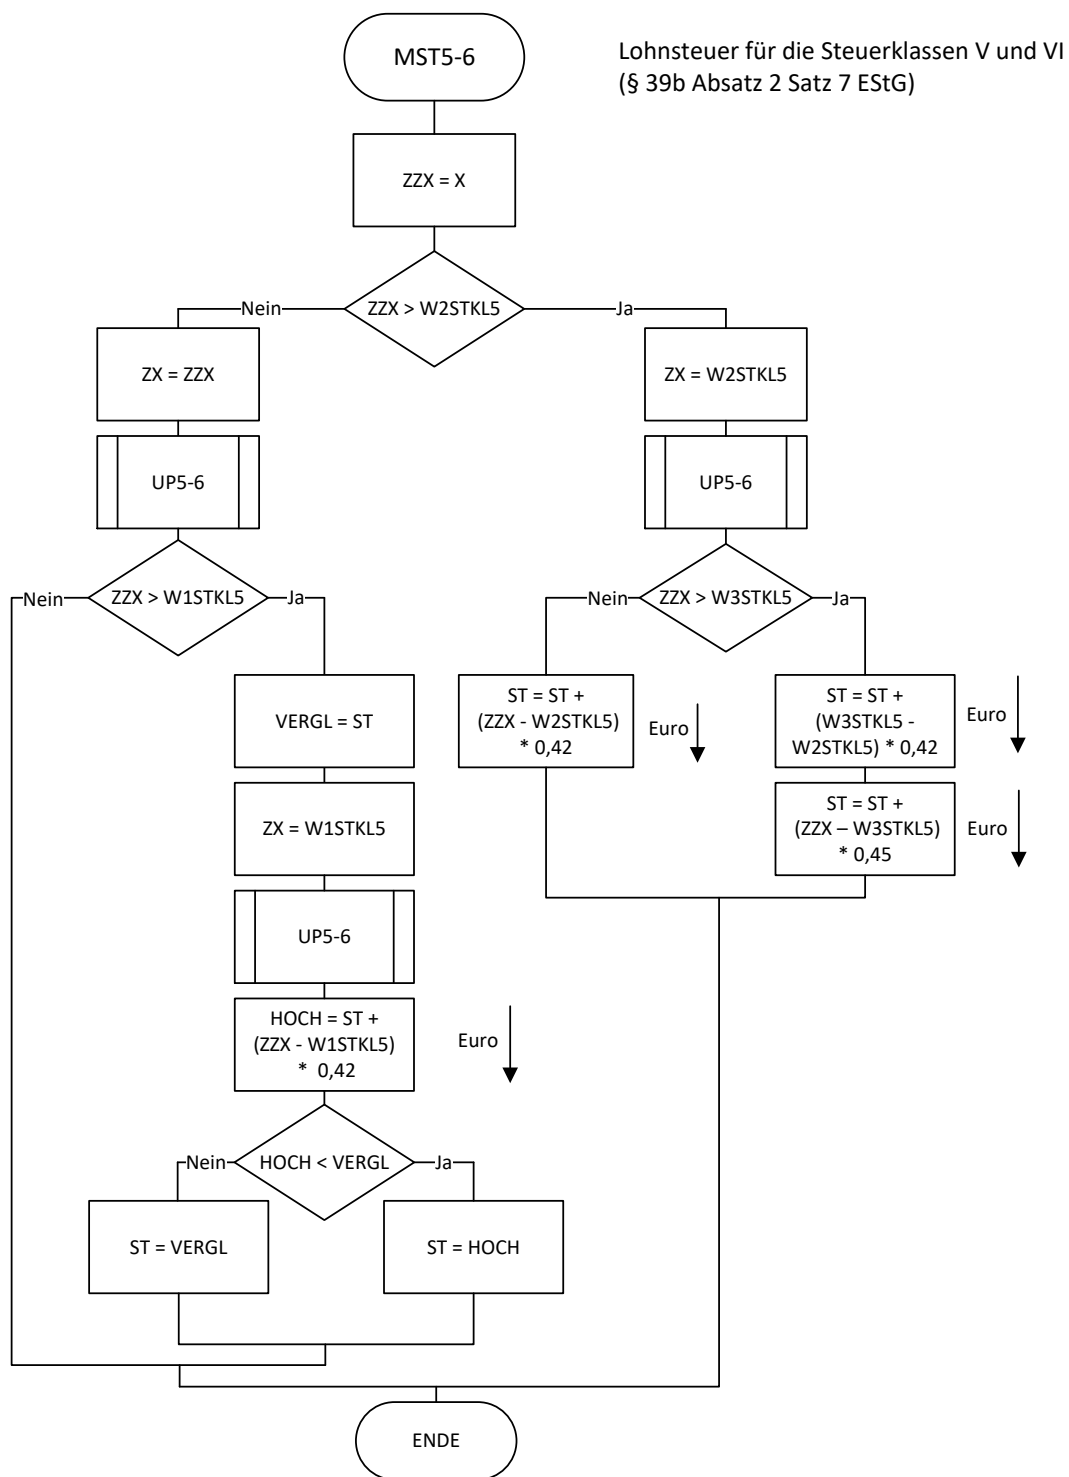 MST5-6
Lohnsteuer für die Steuerklassen V und VI
(§ 39b Absatz 2 Satz 7 EStG)
ZZX = X
Nein
ZZX > W2STKL5
Ja
ZX = ZZX
ZX = W2STKL5
UP5-6
UP5-6
Nein
ZZX > W1STKL5
Ja
Nein
ZZX > W3STKL5
Ja
VERGL = ST
ST = ST +
(ZZX - W2STKL5)
* 0,42
Euro
ST = ST +
(W3STKL5 -
W2STKL5) * 0,42
Euro
ZX = W1STKL5
ST = ST +
(ZZX – W3STKL5)
* 0,45
Euro
UP5-6
HOCH = ST +
(ZZX - W1STKL5)
* 0,42
Euro
Nein
HOCH < VERGL
Ja
ST = VERGL
ST = HOCH
ENDE